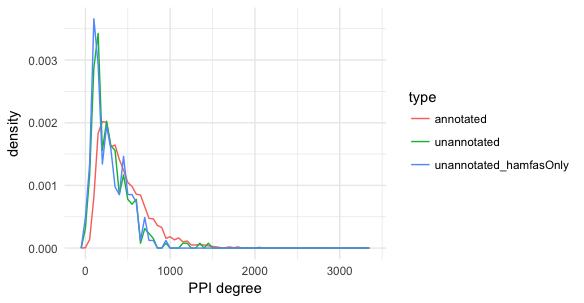 density
0.003
0.002
0.001
0.000
0
1000
2000
3000
PPI degree
type
annotated
unannotated
unannotated_hamfasOnly